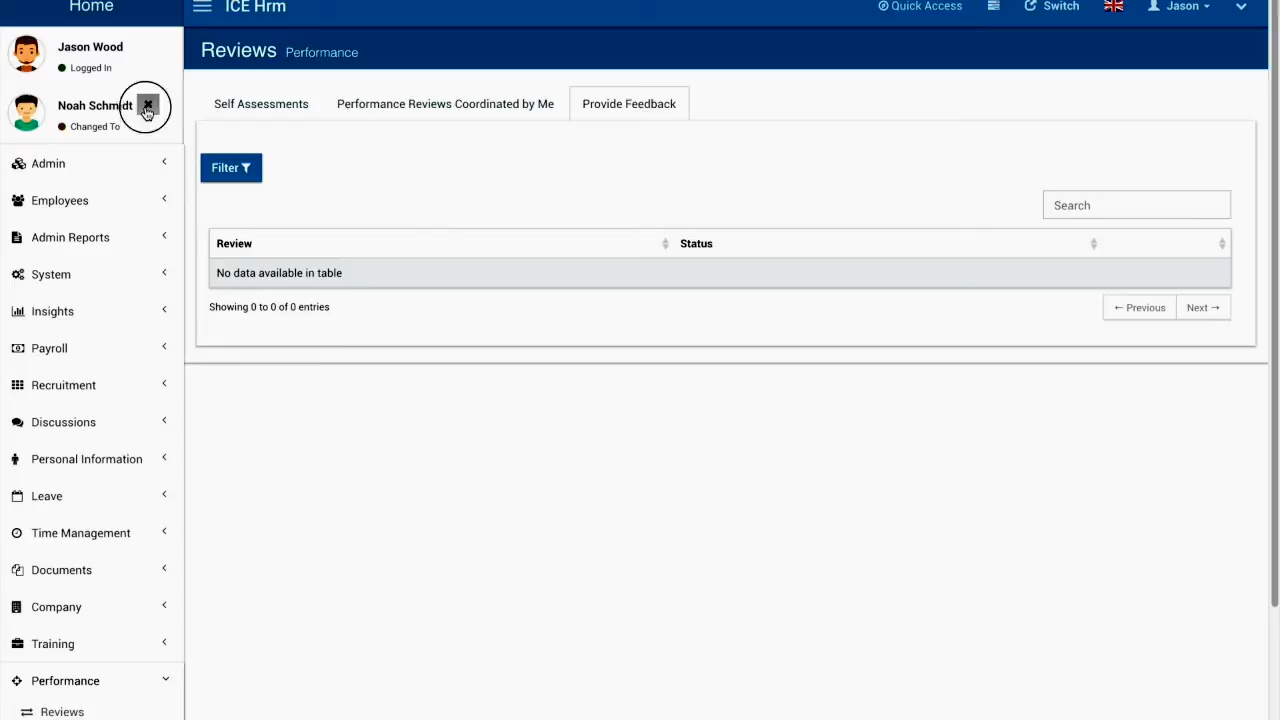 Home
ICE Hrm
Quick Access
Switch
Jason
Jason Wood
Logged In
Noah Schmidt
Changed To
Reviews Performance
Self Assessments
Performance Reviews Coordinated by Me
Provide Feedback
Filter
Search
Review
Status
No data available in table
Showing 0 to 0 of 0 entries
← Previous
Next →
Admin
Employees
Admin Reports
System
Insights
Payroll
Recruitment
Discussions
Personal Information
Leave
Time Management
Documents
Company
Training
Performance
Reviews